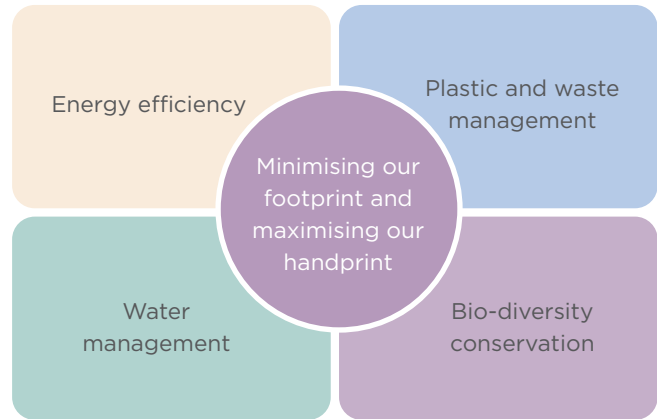 Energy efficiency
Plastic and waste
management
Minimising our
footprint and
maximising our
handprint
Water
management
Bio-diversity
conservation